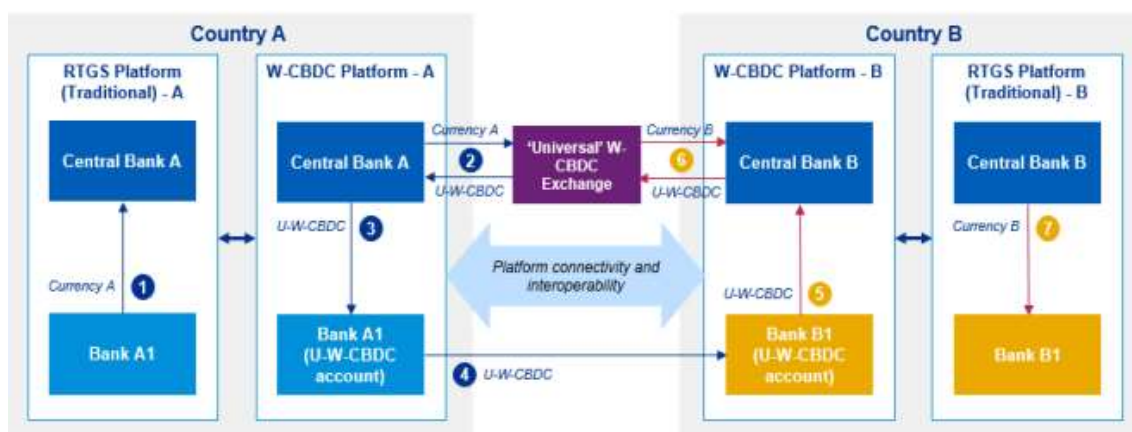 Country A
Country B
RTGS Platform
(Traditional) - A
W-CBDC Platform - A
W-CBDC Platform - B
RTGS Platform
(Traditional) - B
Central Bank A
Central Bank A
Currency A
2
U-W-CBDC
'Universal' W-
CBDC
Exchange
Currency B
6
U-W-CBDC
Central Bank B
Central Bank B
U-W-CBDC
3
Currency B
7
Platform connectivity and
interoperability
Currency A
1
U-W-CBDC
5
Bank A1
Bank A1
(U-W-CBDC
account)
4
U-W-CBDC
Bank B1
(U-W-CBDC
account)
Bank B1